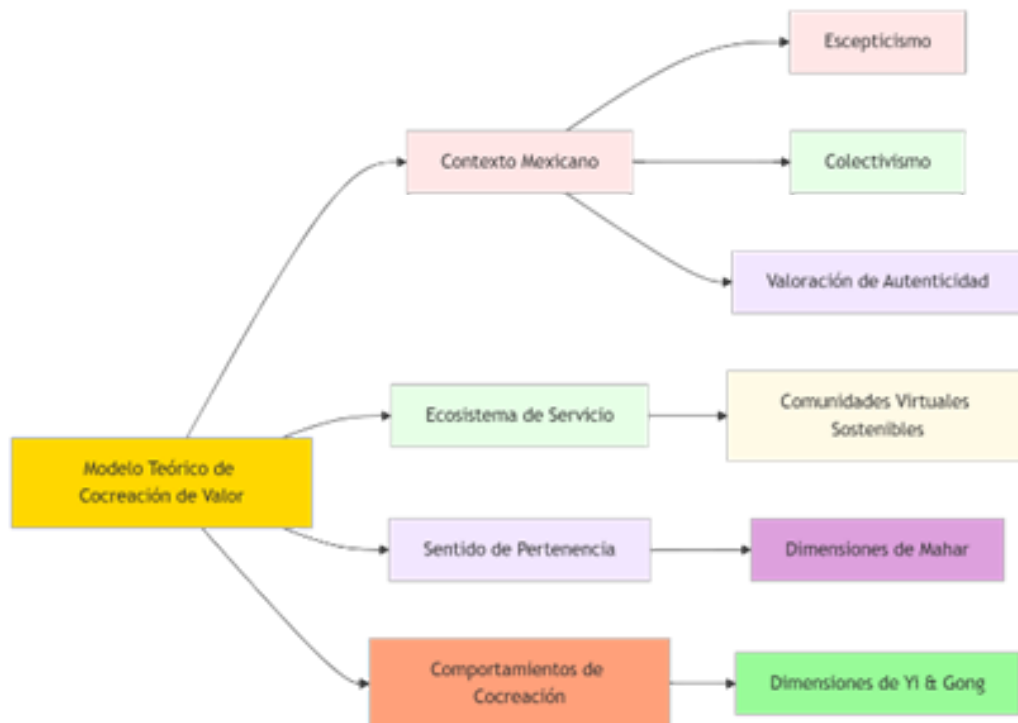 Escepticismo
Contexto Mexicano
Colectivismo
Valoración de Autenticidad
Ecosistema de Servicio
Comunidades Virtuales
Sostenibles
Modelo Teórico de
Cocreación de Valor
Sentido de Pertenencia
Dimensiones de Mahar
Comportamientos de
Cocreación
Dimensiones de Yi & Gong